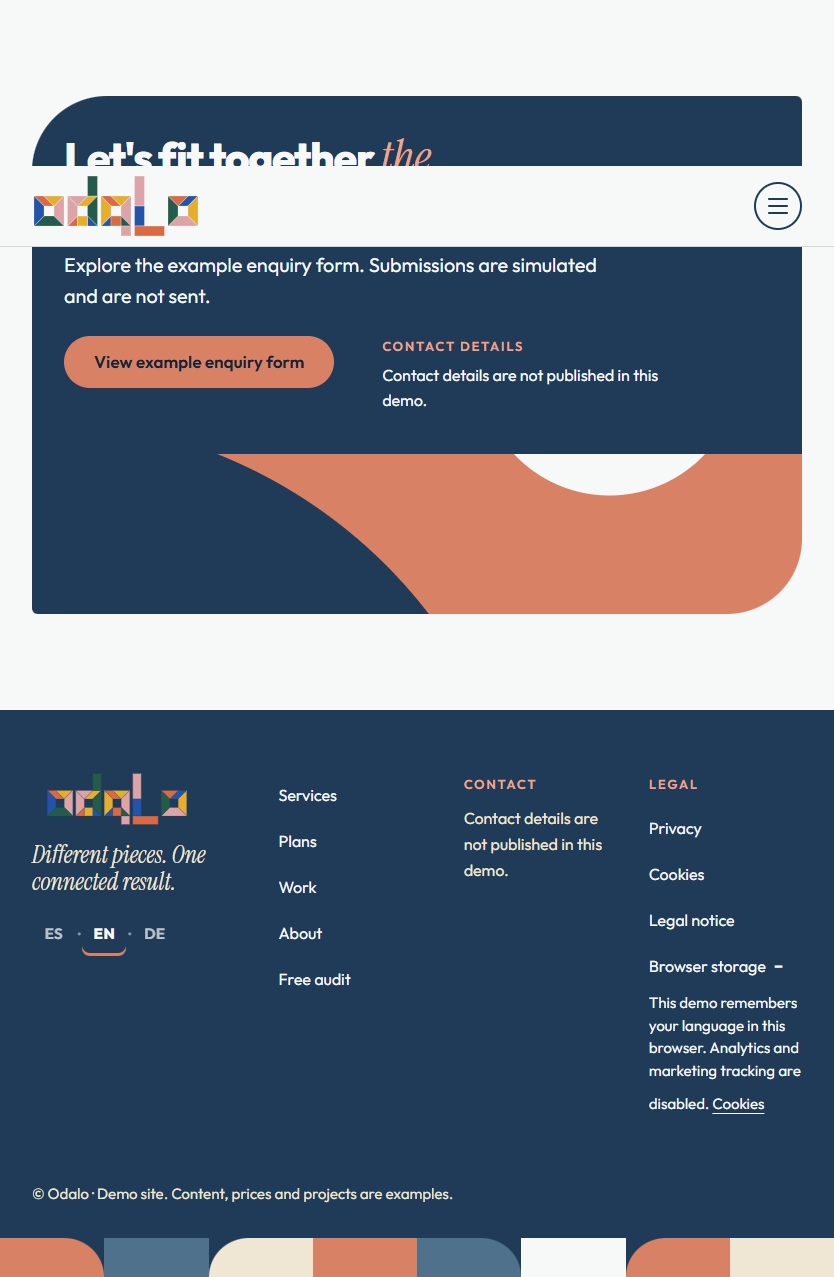 Let's fit together the
odalo
Explore the example enquiry form. Submissions are simulated
and are not sent.
View example enquiry form
CONTACT DETAILS
Contact details are not published in this
demo.
odalo
Different pieces. One
connected result.
ES · EN · DE
Services
Plans
Work
About
Free audit
CONTACT
Contact details are
not published in this
demo.
LEGAL
Privacy
Cookies
Legal notice
Browser storage –
This demo remembers
your language in this
browser. Analytics and
marketing tracking are
disabled. Cookies
© Odalo · Demo site. Content, prices and projects are examples.